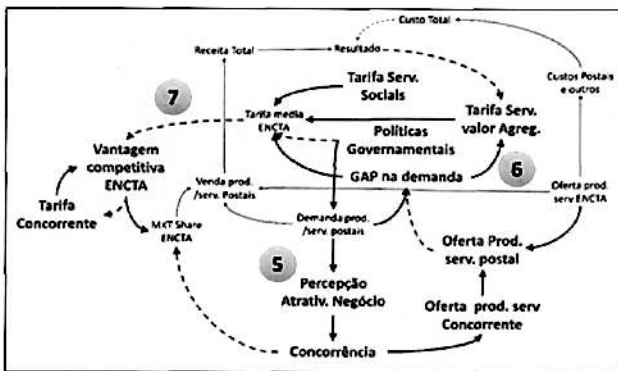 Custo Total
Receita Total
Resultado
Tarifa Serv.
Sociais
Custos Postais
e outros
7
Tarifa media
ENCTA
Tarifa Serv.
valor Agreg.
Políticas
Governamentais
Vantagem
competitiva
ENCTA
GAP na demanda
6
Venda prod.
/serv. Postais
Oferta prod.
serv ENCTA
Tarifa
Concorrente
MKT Share
ENCTA
Demanda prod.
/serv. postais
Oferta Prod.
serv. postal
5
Percepção
Atrativ. Negócio
Oferta prod. serv
Concorrente
Concorrência